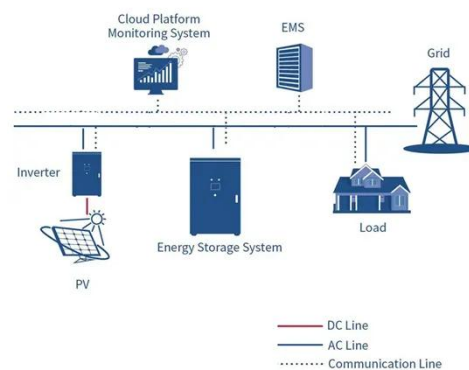 Cloud Platform
Monitoring System
EMS
Grid
Inverter
Energy Storage System
Load
PV
DC Line
AC Line
Communication Line